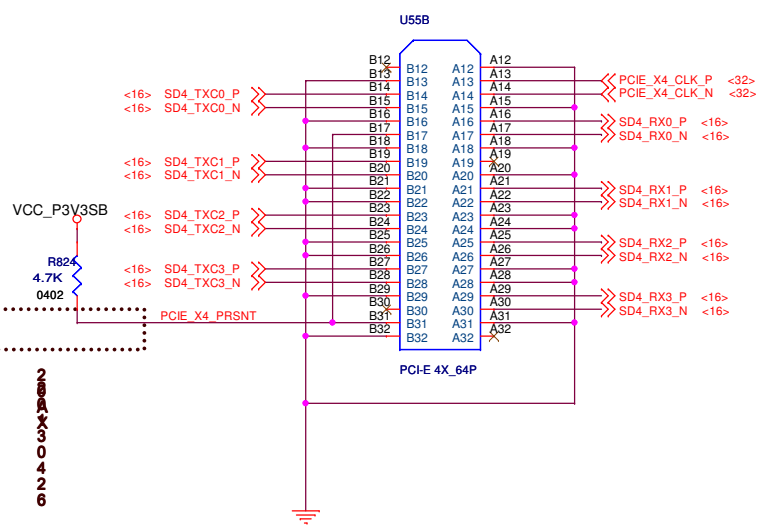 U55B
B12 B12 A12 A12
B13 B13 A13 A13 PCIE_X4_CLK_P <32>
<16> SD4_TXC0_P B14 B14 A14 A14 PCIE_X4_CLK_N <32>
<16> SD4_TXC0_N B15 B15 A15 A15
B16 B16 A16 A16 SD4_RX0_P <16>
B17 B17 A17 A17 SD4_RX0_N <16>
B18 B18 A18 A18
<16> SD4_TXC1_P B19 B19 A19 A19
<16> SD4_TXC1_N B20 B20 A20 A20
B21 B21 A21 A21 SD4_RX1_P <16>
B22 B22 A22 A22 SD4_RX1_N <16>
VCC_P3V3SB
<16> SD4_TXC2_P B23 B23 A23 A23
<16> SD4_TXC2_N B24 B24 A24 A24
B25 B25 A25 A25 SD4_RX2_P <16>
B26 B26 A26 A26 SD4_RX2_N <16>
R824
4.7K
0402
<16> SD4_TXC3_P B27 B27 A27 A27
<16> SD4_TXC3_N B28 B28 A28 A28
B29 B29 A29 A29 SD4_RX3_P <16>
B30 B30 A30 A30 SD4_RX3_N <16>
PCIE_X4_PRSNT B31 B31 A31 A31
B32 B32 A32 A32
PCI-E 4X_64P